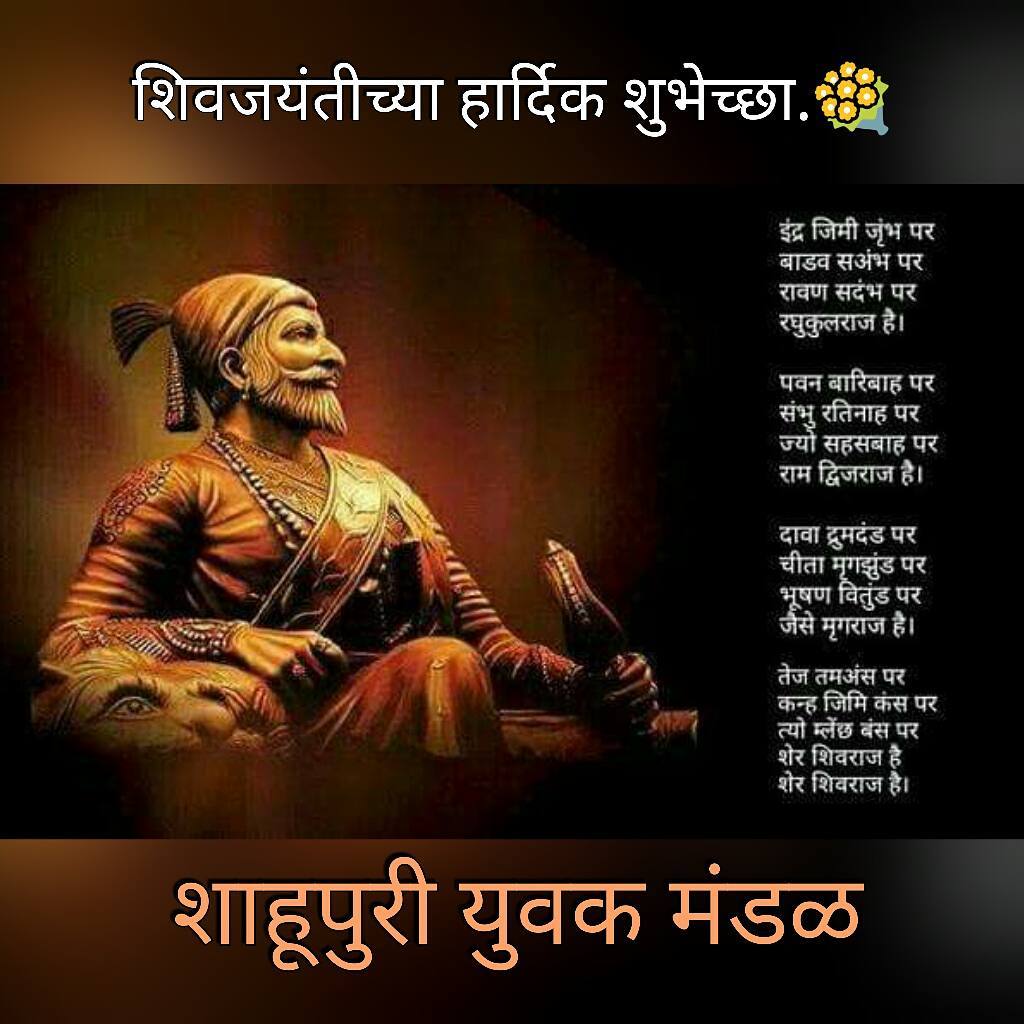 शिवजयंतीच्या हार्दिक शुभेच्छा.💐
इंद्र जिमी जृंभ पर
बाडव सअंभ पर
रावण सदंभ पर
रघुकुलराज है।
पवन बारिबाह पर
संभु रतिनाह पर
ज्यो सहसबाह पर
राम द्विजराज है।
दावा द्रुमदंड पर
चीता मृगझुंड पर
भूषण वितुंड पर
जैसे मृगराज है।
तेज तमअंस पर
कन्ह जिमि कंस पर
त्यो म्लेंछ बंस पर
शेर शिवराज है
शेर शिवराज है।
शाहूपुरी युवक मंडळ